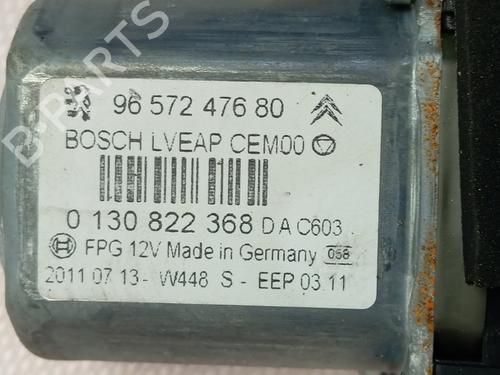 B-PARTS
96 572 476 80
BOSCH LVEAP CEM00
0 130 822 368 DA C603
FPG 12V Made in Germany 058
2011 07 13- W448 S - EEP 03.11